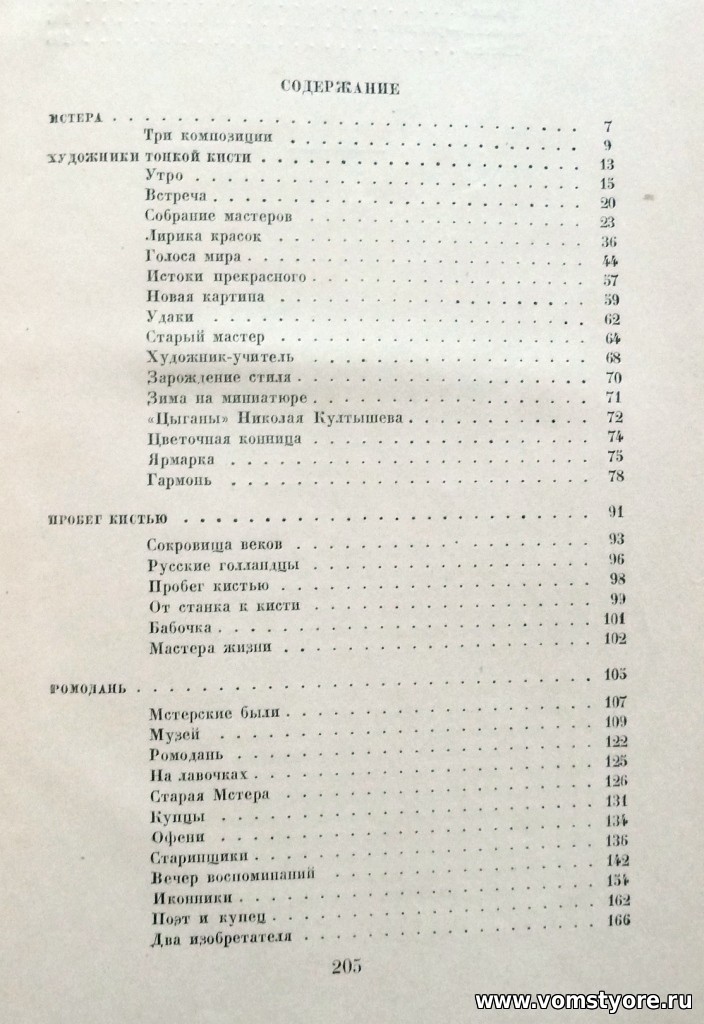 СОДЕРЖАНИЕ
МСТЕРА . . . . . . . . . . . . . . . . . . . . . . . . 7
Три композиции . . . . . . . . . . . . . . . . 9
ХУДОЖНИКИ ТОНКОЙ КИСТИ . . . . . . . . . . . . . . . . . 13
Утро . . . . . . . . . . . . . . . . . . . . 15
Встреча . . . . . . . . . . . . . . . . . . . 20
Собрание мастеров . . . . . . . . . . . . . . 23
Лирика красок . . . . . . . . . . . . . . . . 36
Голоса мира . . . . . . . . . . . . . . . . . 44
Истоки прекрасного . . . . . . . . . . . . . . 57
Новая картина . . . . . . . . . . . . . . . . 59
Удаки . . . . . . . . . . . . . . . . . . . 62
Старый мастер . . . . . . . . . . . . . . . . 64
Художник-учитель . . . . . . . . . . . . . . 68
Зарождение стиля . . . . . . . . . . . . . . . 70
Зима на миниатюре . . . . . . . . . . . . . . 71
«Цыганы» Николая Култышева . . . . . . . . . . 72
Цветочная конница . . . . . . . . . . . . . . 74
Ярмарка . . . . . . . . . . . . . . . . . . 75
Гармонь . . . . . . . . . . . . . . . . . . 78
ПРОБЕГ КИСТЬЮ . . . . . . . . . . . . . . . . . . . . 91
Сокровища веков . . . . . . . . . . . . . . . 93
Русские голландцы . . . . . . . . . . . . . . 96
Пробег кистью . . . . . . . . . . . . . . . . 98
От станка к кисти . . . . . . . . . . . . . . 99
Бабочка . . . . . . . . . . . . . . . . . . . 101
Мастера жизни . . . . . . . . . . . . . . . . 102
РОМОДАНЬ . . . . . . . . . . . . . . . . . . . . . . 105
Мстерские были . . . . . . . . . . . . . . . . 107
Музей . . . . . . . . . . . . . . . . . . . 109
Ромодань . . . . . . . . . . . . . . . . . . 122
На лавочках . . . . . . . . . . . . . . . . . 125
Старая Мстера . . . . . . . . . . . . . . . . 126
Купцы . . . . . . . . . . . . . . . . . . . 131
Офени . . . . . . . . . . . . . . . . . . . 134
Старинщики . . . . . . . . . . . . . . . . . 136
Вечер воспоминаний . . . . . . . . . . . . . 142
Иконники . . . . . . . . . . . . . . . . . . 154
Поэт и купец . . . . . . . . . . . . . . . . 162
Два изобретателя . . . . . . . . . . . . . . . 166
205
www.vomstyore.ru